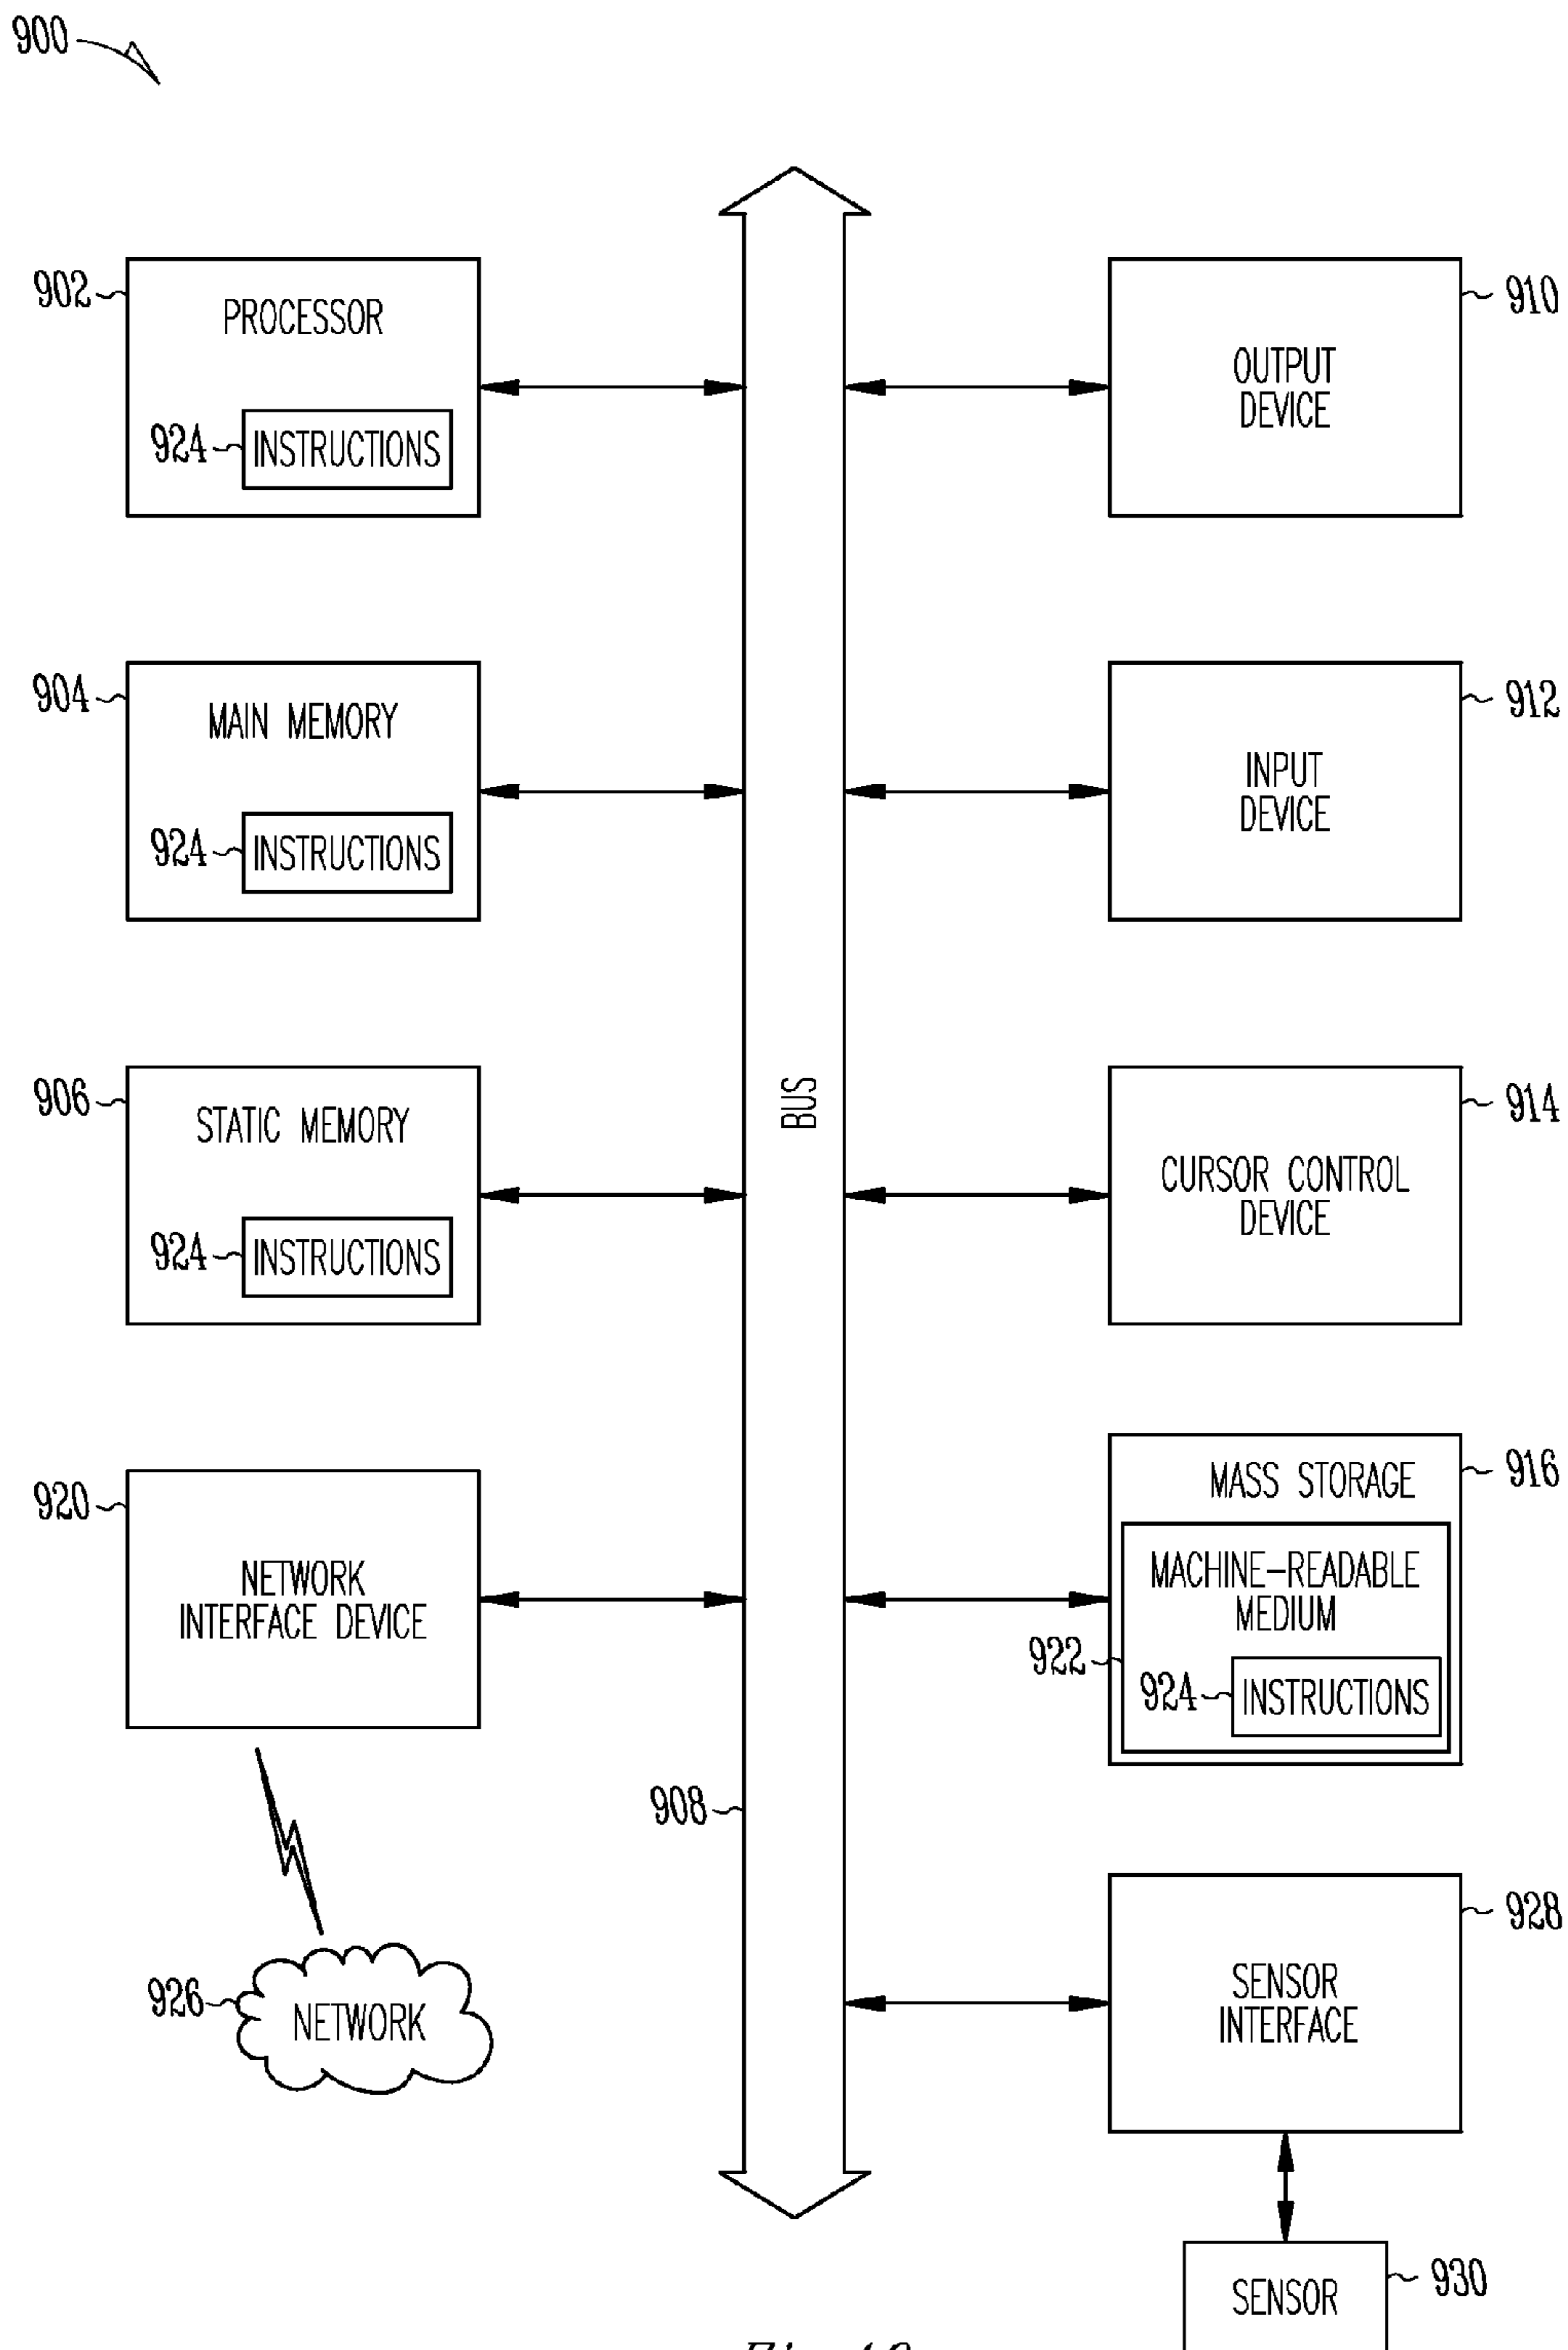 900
902
PROCESSOR
924
INSTRUCTIONS
910
OUTPUT
DEVICE
904
MAIN MEMORY
924
INSTRUCTIONS
912
INPUT
DEVICE
906
STATIC MEMORY
924
INSTRUCTIONS
BUS
914
CURSOR CONTROL
DEVICE
920
NETWORK
INTERFACE DEVICE
916
MASS STORAGE
MACHINE-READABLE
MEDIUM
922
924
INSTRUCTIONS
908
926
NETWORK
928
SENSOR
INTERFACE
930
SENSOR